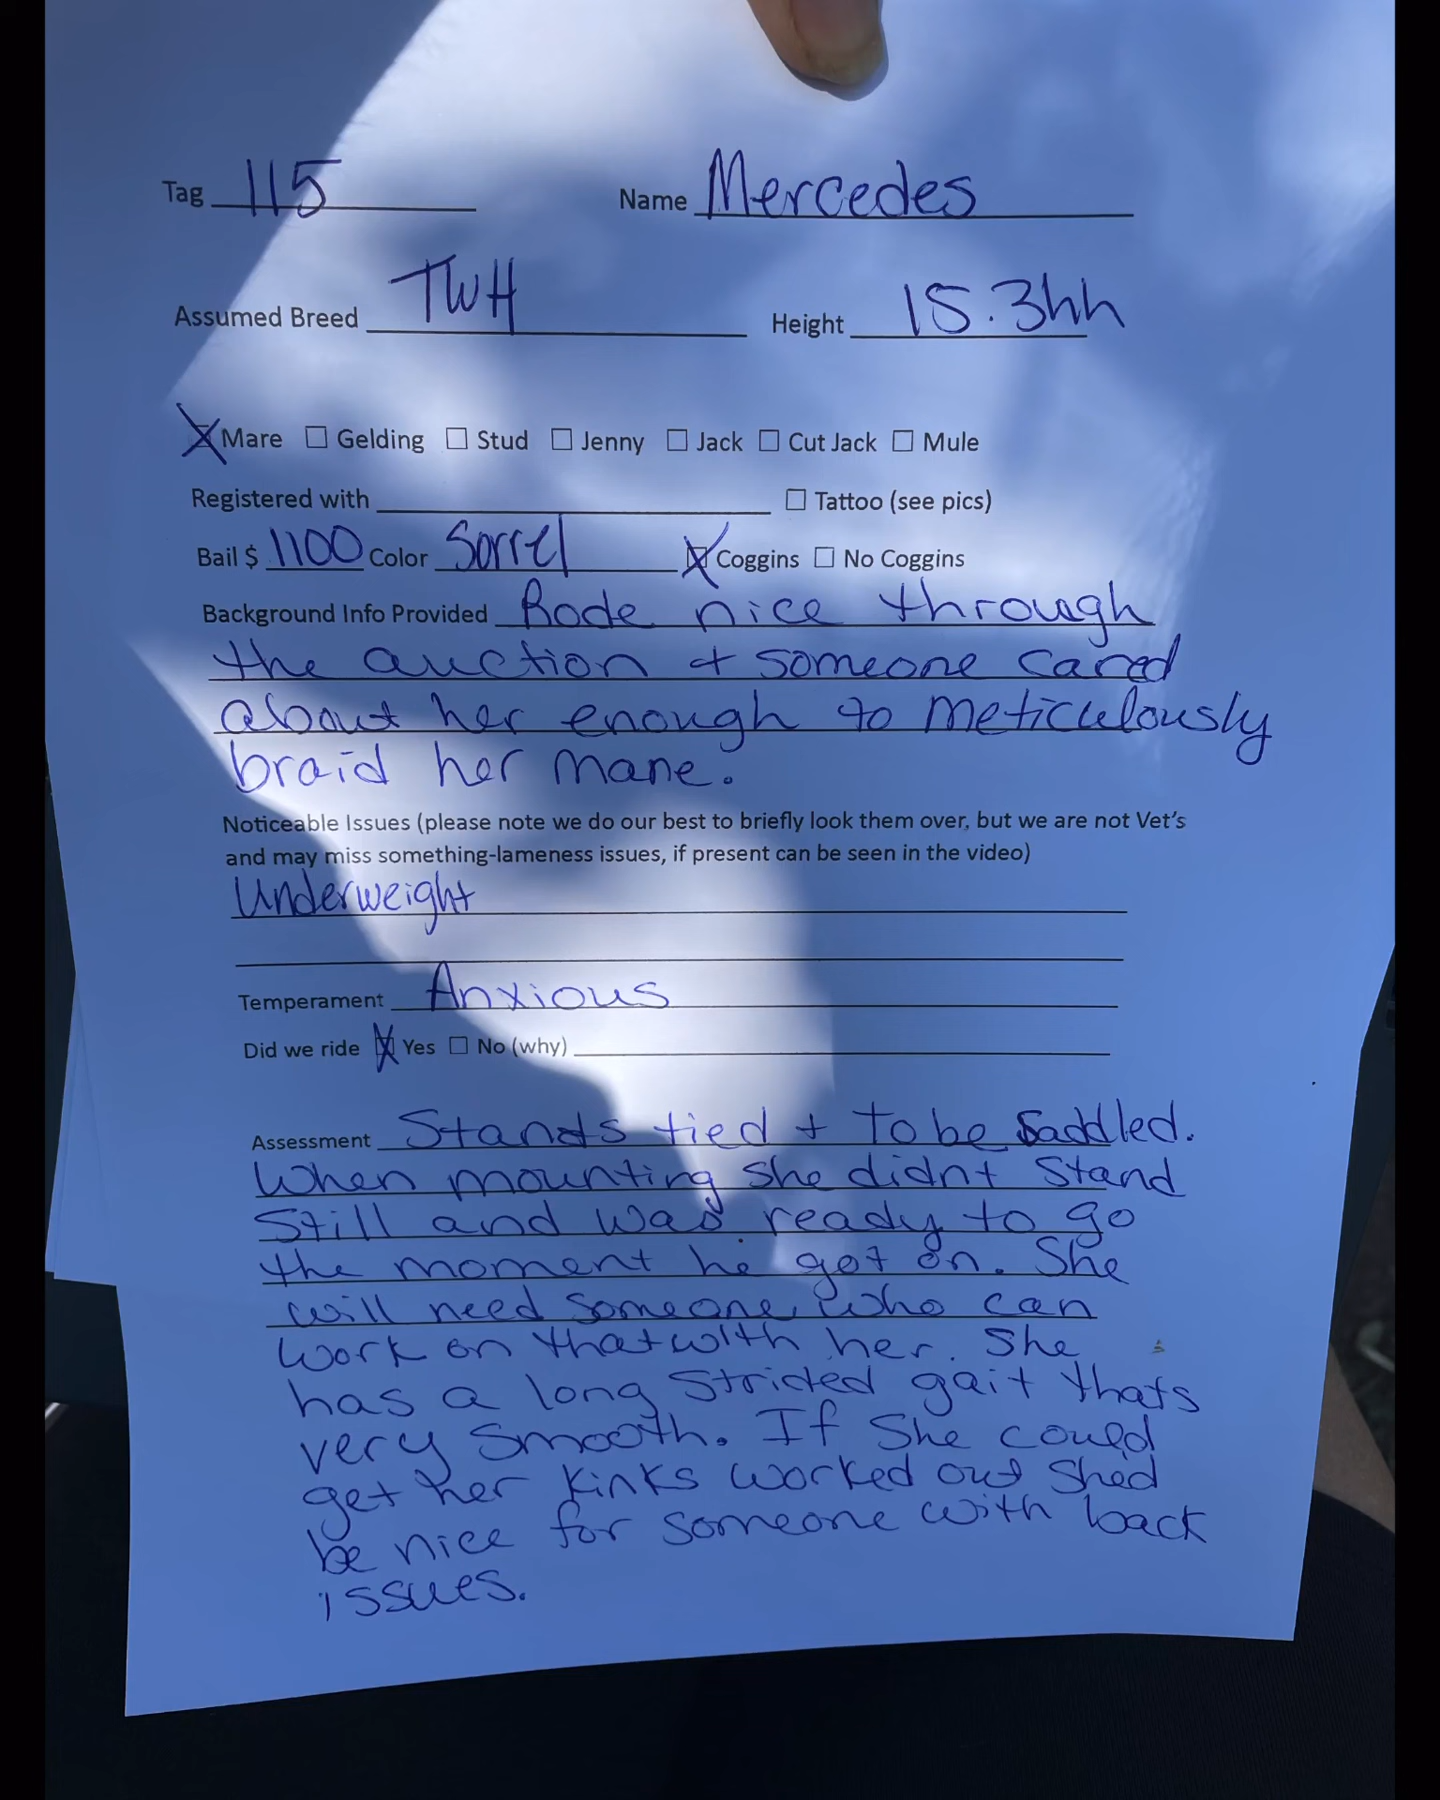 Tag 115 Name Mercedes
Assumed Breed TWH Height 15.3hh
☒ Mare ☐ Gelding ☐ Stud ☐ Jenny ☐ Jack ☐ Cut Jack ☐ Mule
Registered with ☐ Tattoo (see pics)
Bail $ 1100 Color Sorrel ☒ Coggins ☐ No Coggins
Background Info Provided Rode nice through
the auction + someone cared
about her enough to meticulously
braid her mane.
Noticeable Issues (please note we do our best to briefly look them over, but we are not Vet's
and may miss something-lameness issues, if present can be seen in the video)
Underweight
Temperament Anxious
Did we ride ☒ Yes ☐ No (why)
Assessment Stands tied + to be saddled.
When mounting she didnt stand
still and was ready to go
the moment he got on. She
will need someone who can
work on that with her. She
has a long strided gait thats
very smooth. If she could
get her kinks worked out shed
be nice for someone with back
issues.